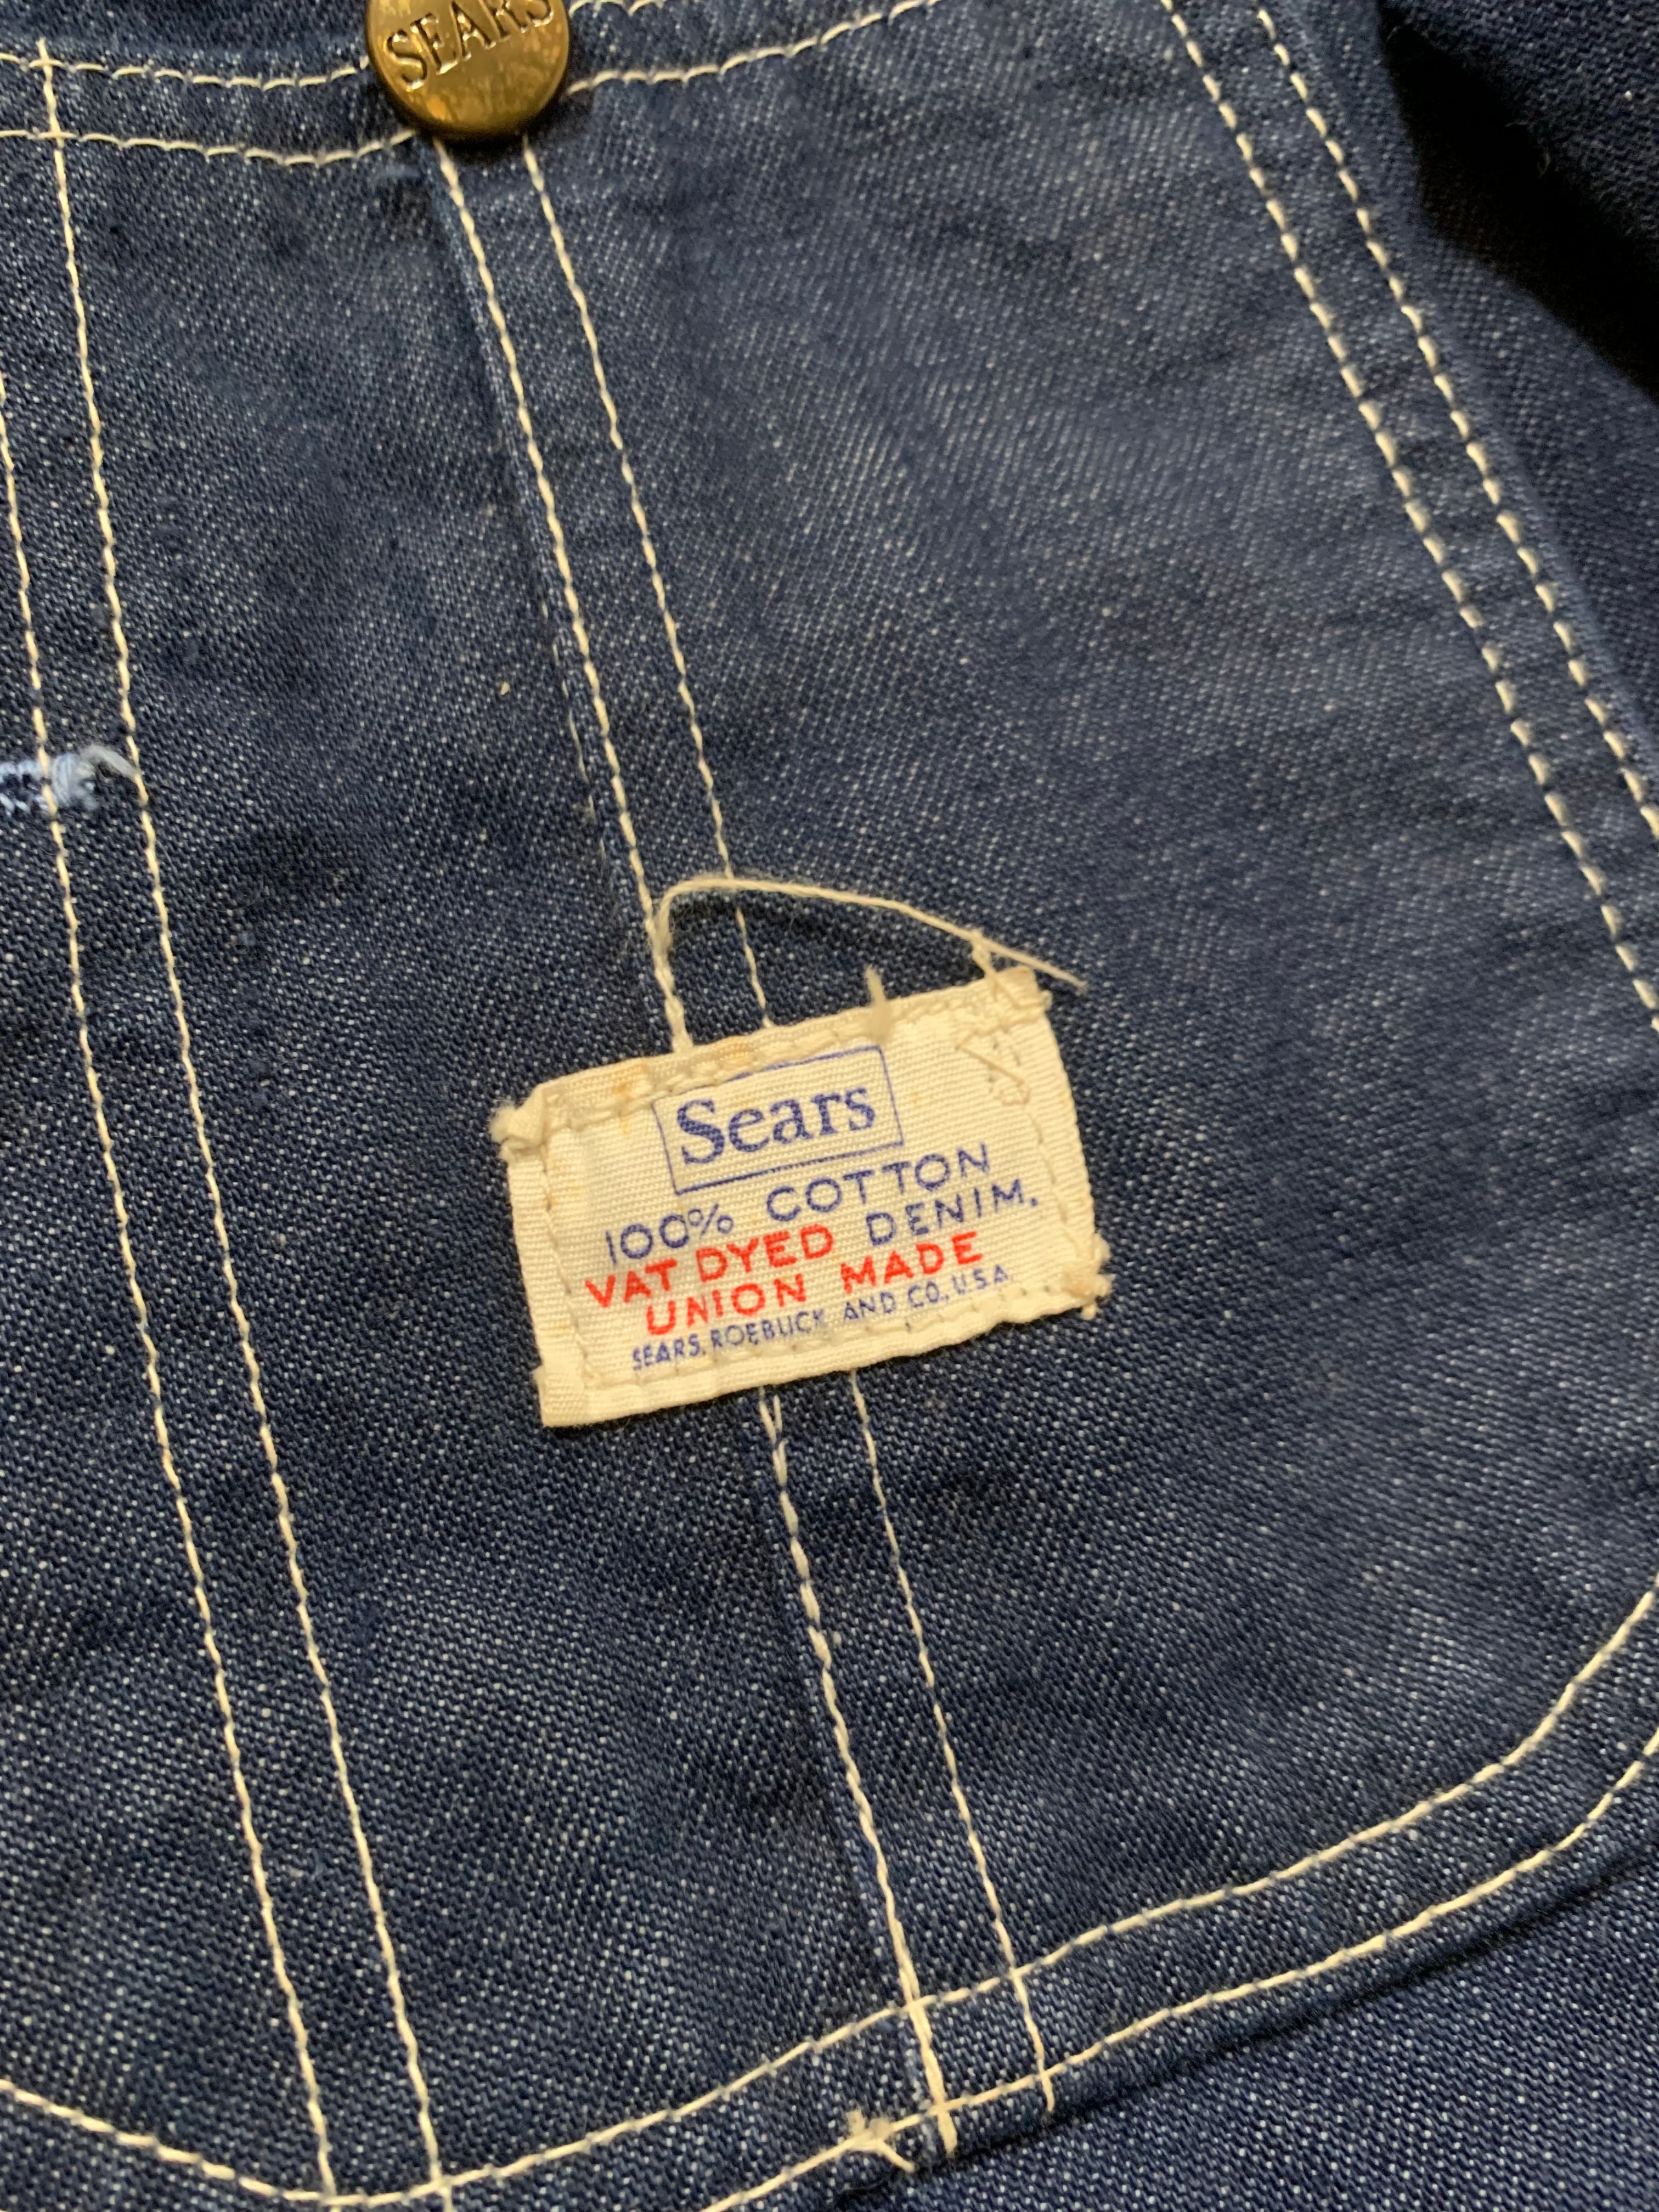 SEARS
Sears
100% COTTON
VAT DYED DENIM.
UNION MADE
SEARS, ROEBUCK AND CO. U.S.A